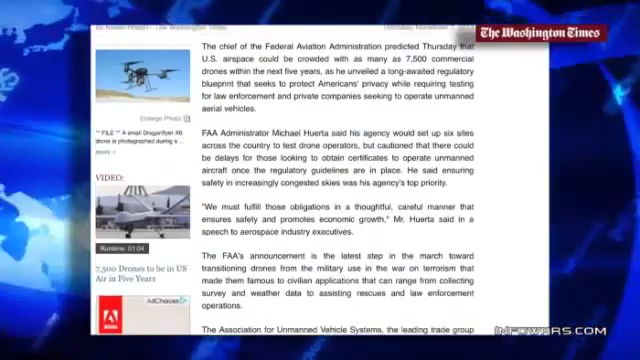 The Washington Times
The chief of the Federal Aviation Administration predicted Thursday that
U.S. airspace could be crowded with as many as 7,500 commercial
drones within the next five years, as he unveiled a long-awaited regulatory
blueprint that seeks to protect Americans' privacy while requiring testing
for law enforcement and private companies seeking to operate unmanned
aerial vehicles.
Enlarge Photo
** FILE ** A small Draganflyer X6
drone is photographed during a ...
more >
FAA Administrator Michael Huerta said his agency would set up six sites
across the country to test drone operators, but cautioned that there could
be delays for those looking to obtain certificates to operate unmanned
aircraft once the regulatory guidelines are in place. He said ensuring
safety in increasingly congested skies was his agency's top priority.
VIDEO:
Runtime: 01:04
7,500 Drones to be in US
Air in Five Years
"We must fulfill those obligations in a thoughtful, careful manner that
ensures safety and promotes economic growth," Mr. Huerta said in a
speech to aerospace industry executives.
The FAA's announcement is the latest step in the march toward
transitioning drones from the military use in the war on terrorism that
made them famous to civilian applications that can range from collecting
survey and weather data to assisting rescues and law enforcement
operations.
AdChoices
Adobe
The Association for Unmanned Vehicle Systems, the leading trade group
INFOWARS.COM